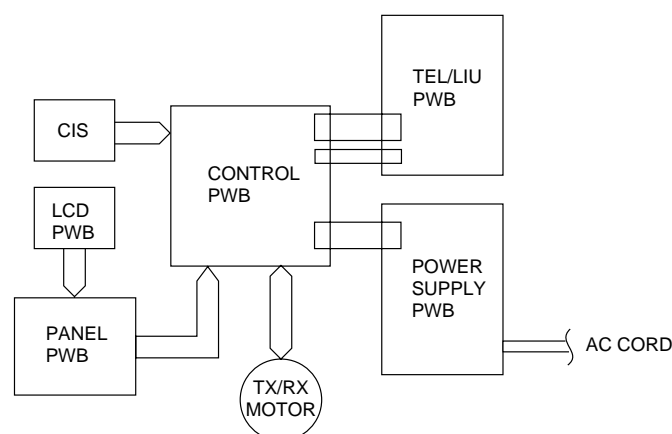 TEL/LIU
PWB
CIS
CONTROL
PWB
LCD
PWB
POWER
SUPPLY
PWB
PANEL
PWB
AC CORD
TX/RX
MOTOR